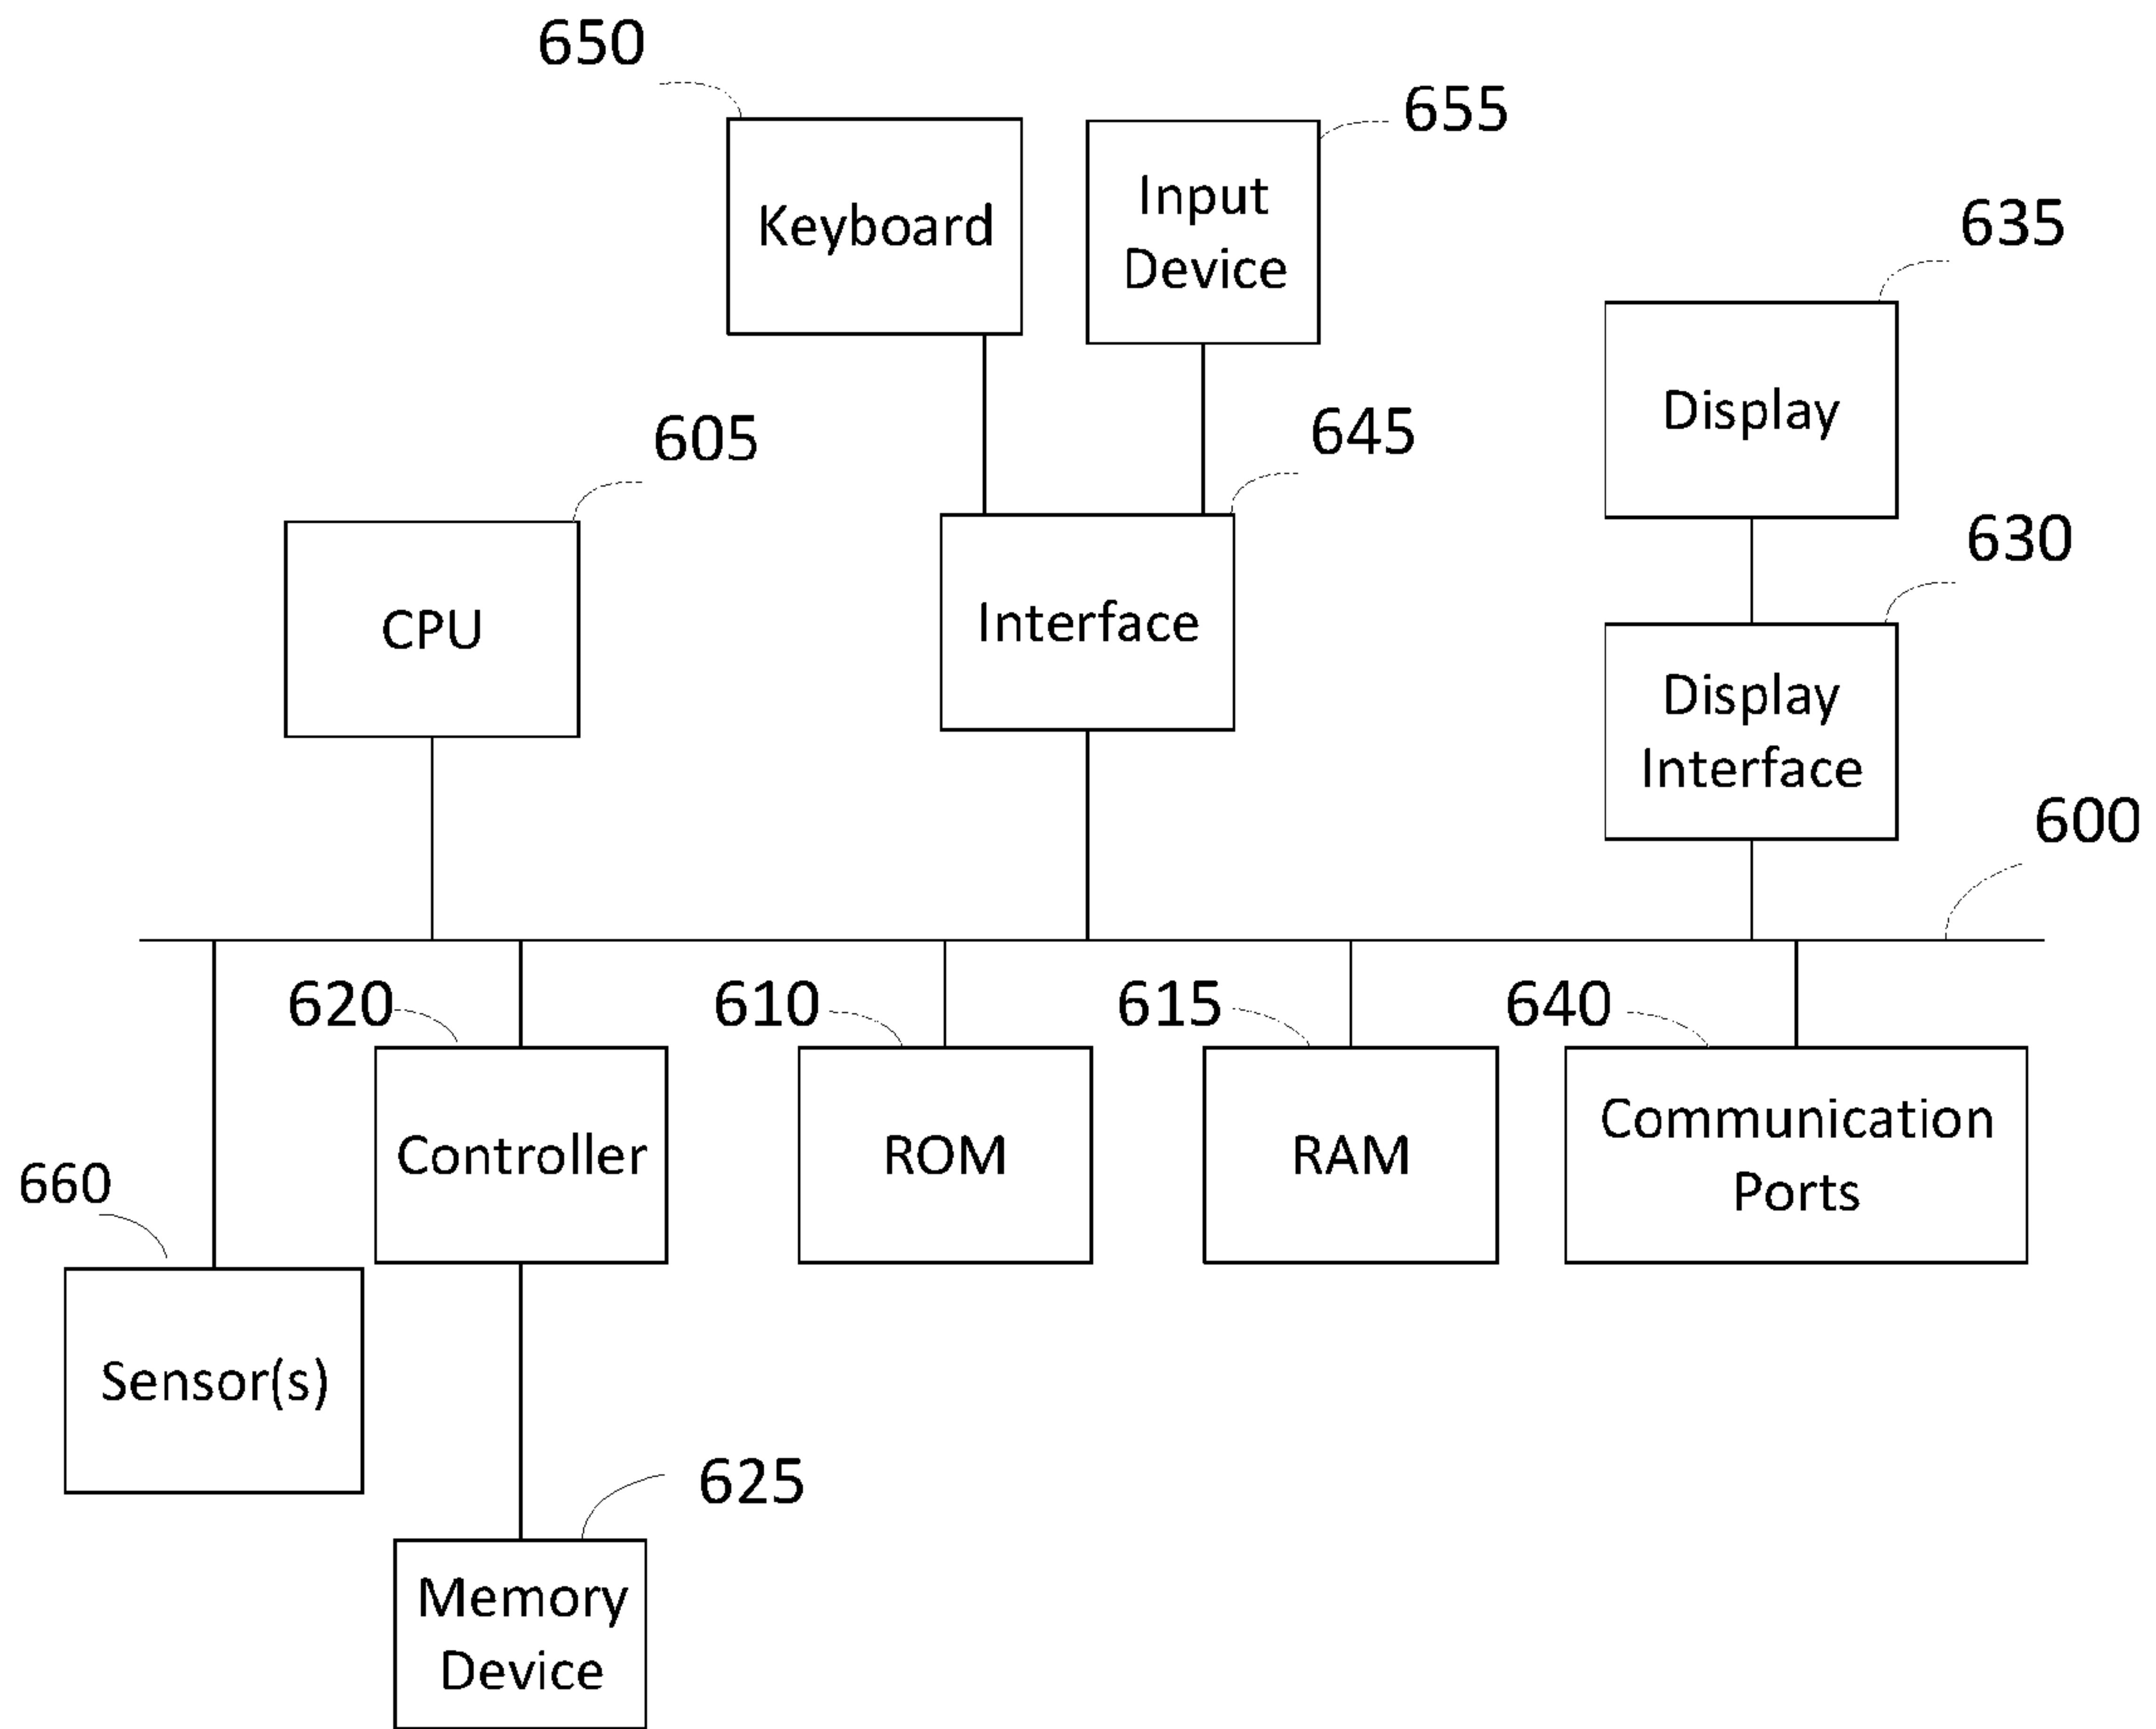 650
655
Keyboard
Input
Device
635
Display
605
645
630
CPU
Interface
Display
Interface
600
620
610
615
640
Controller
ROM
RAM
Communication
Ports
660
Sensor(s)
625
Memory
Device